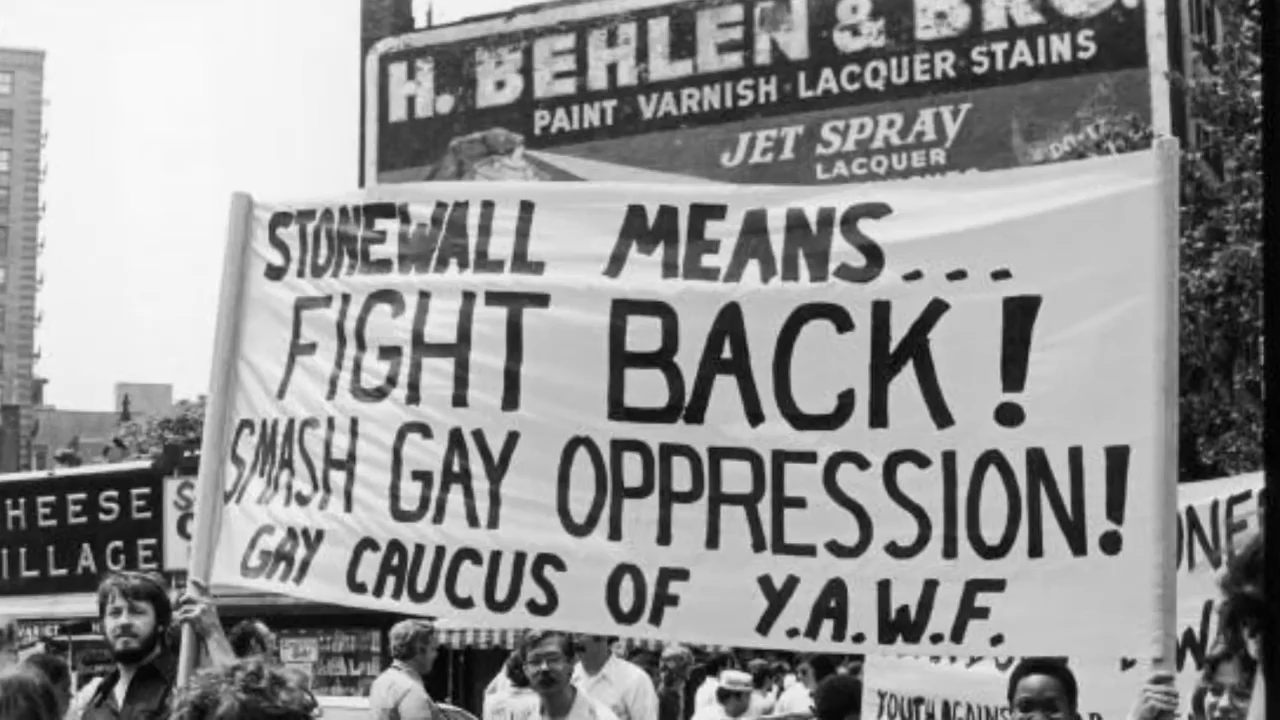 H. BEHLEN & BRO.
PAINT · VARNISH · LACQUER STAINS
JET SPRAY
LACQUER
STONEWALL MEANS...
FIGHT BACK!
SMASH GAY OPPRESSION!
GAY CAUCUS OF Y.A.W.F.
HEESE
ILLAGE
YOUTH AGAINST